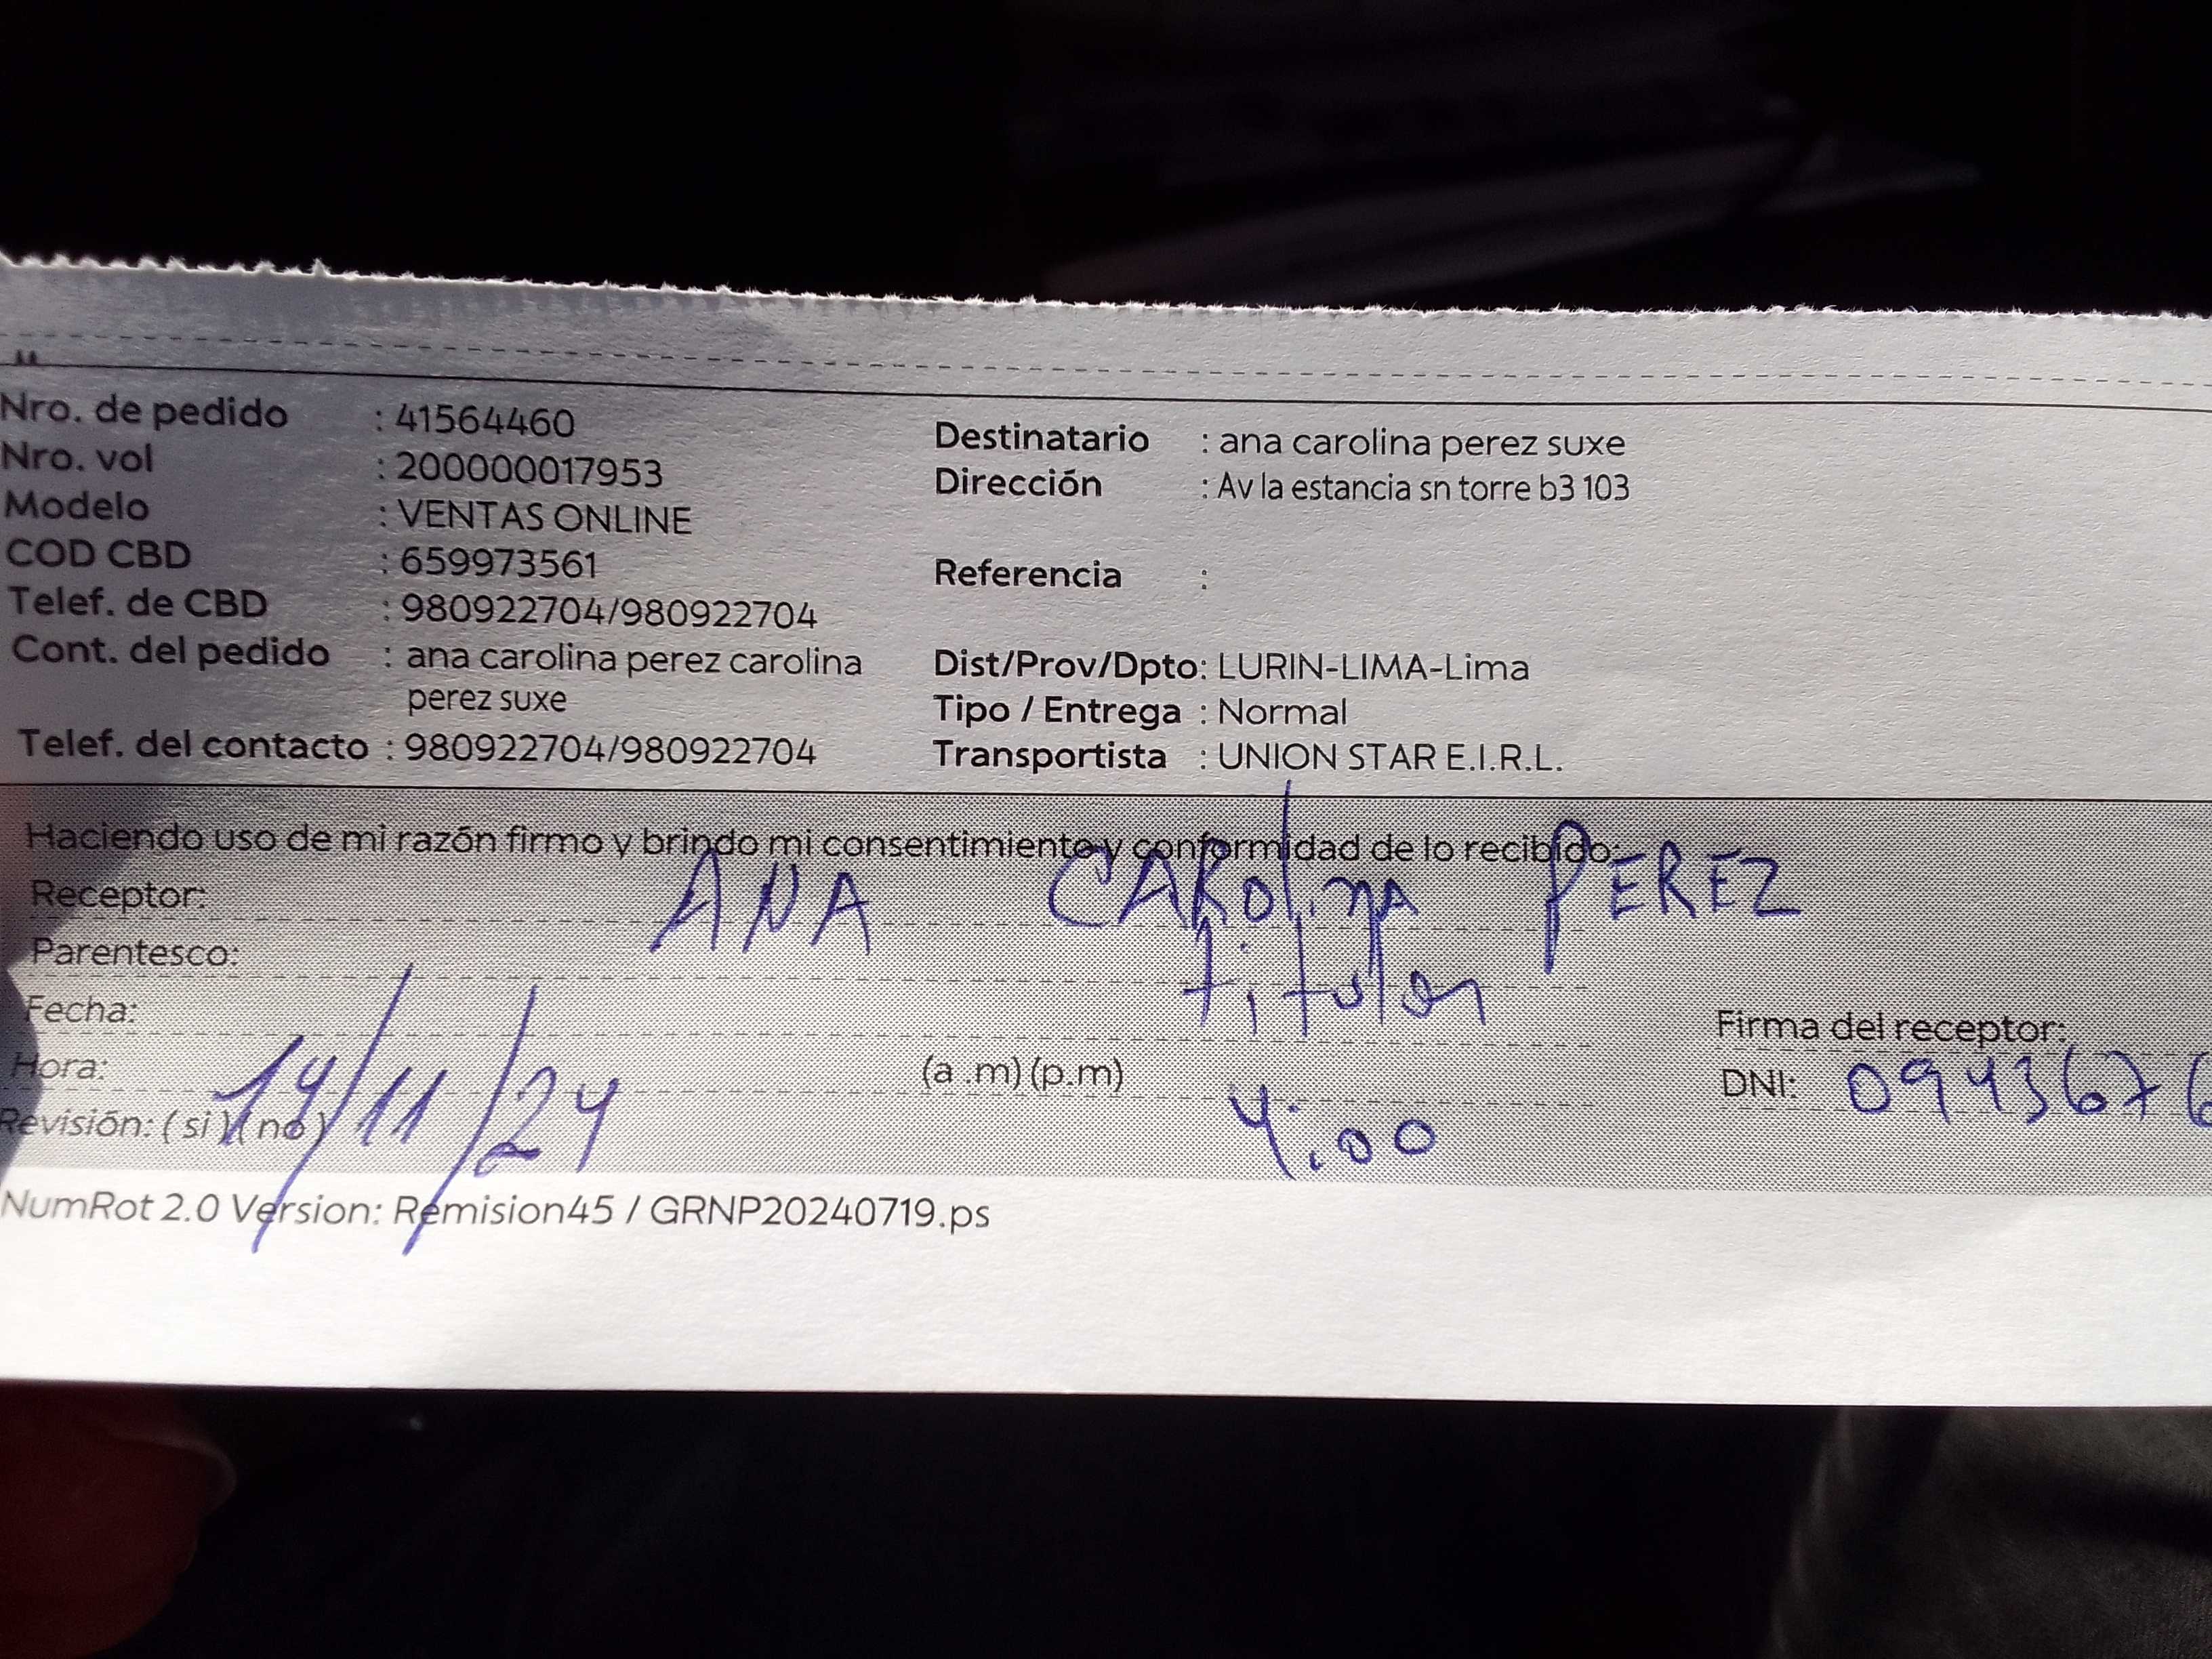 Nro. de pedido : 41564460
Nro. vol : 200000017953
Modelo : VENTAS ONLINE
COD CBD : 659973561
Telef. de CBD : 980922704/980922704
Cont. del pedido : ana carolina perez carolina
perez suxe
Telef. del contacto : 980922704/980922704
Destinatario : ana carolina perez suxe
Dirección : Av la estancia sn torre b3 103
Referencia :
Dist/Prov/Dpto: LURIN-LIMA-Lima
Tipo / Entrega : Normal
Transportista : UNION STAR E.I.R.L.
Haciendo uso de mi razón firmo y brindo mi consentimiento y conformidad de lo recibido:
Receptor: ANA CAROLINA PEREZ
Parentesco: titular
Fecha: 14/11/24
Hora: (a .m) (p.m) 4:00
Revisión: ( si ) ( no )
Firma del receptor:
DNI: 0943676
NumRot 2.0 Version: Remision45 / GRNP20240719.ps